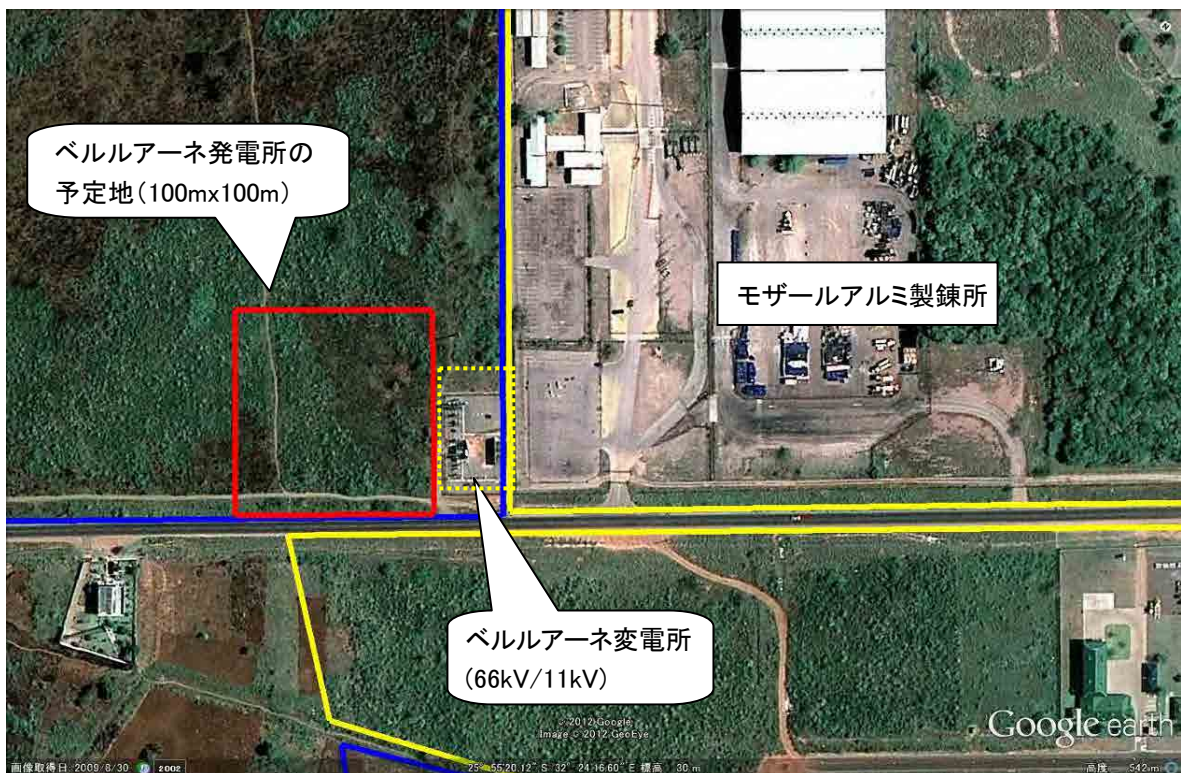 ベルルアーネ発電所の
予定地(100mx100m)
モザールアルミ製錬所
ベルルアーネ変電所
(66kV/11kV)
© 2012 Google
Image © 2012 GeoEye
Google earth
画像取得日: 2009/8/30 2002
25° 55'20.12" S 32° 24'16.60" E 標高 30 m
高度 542 m